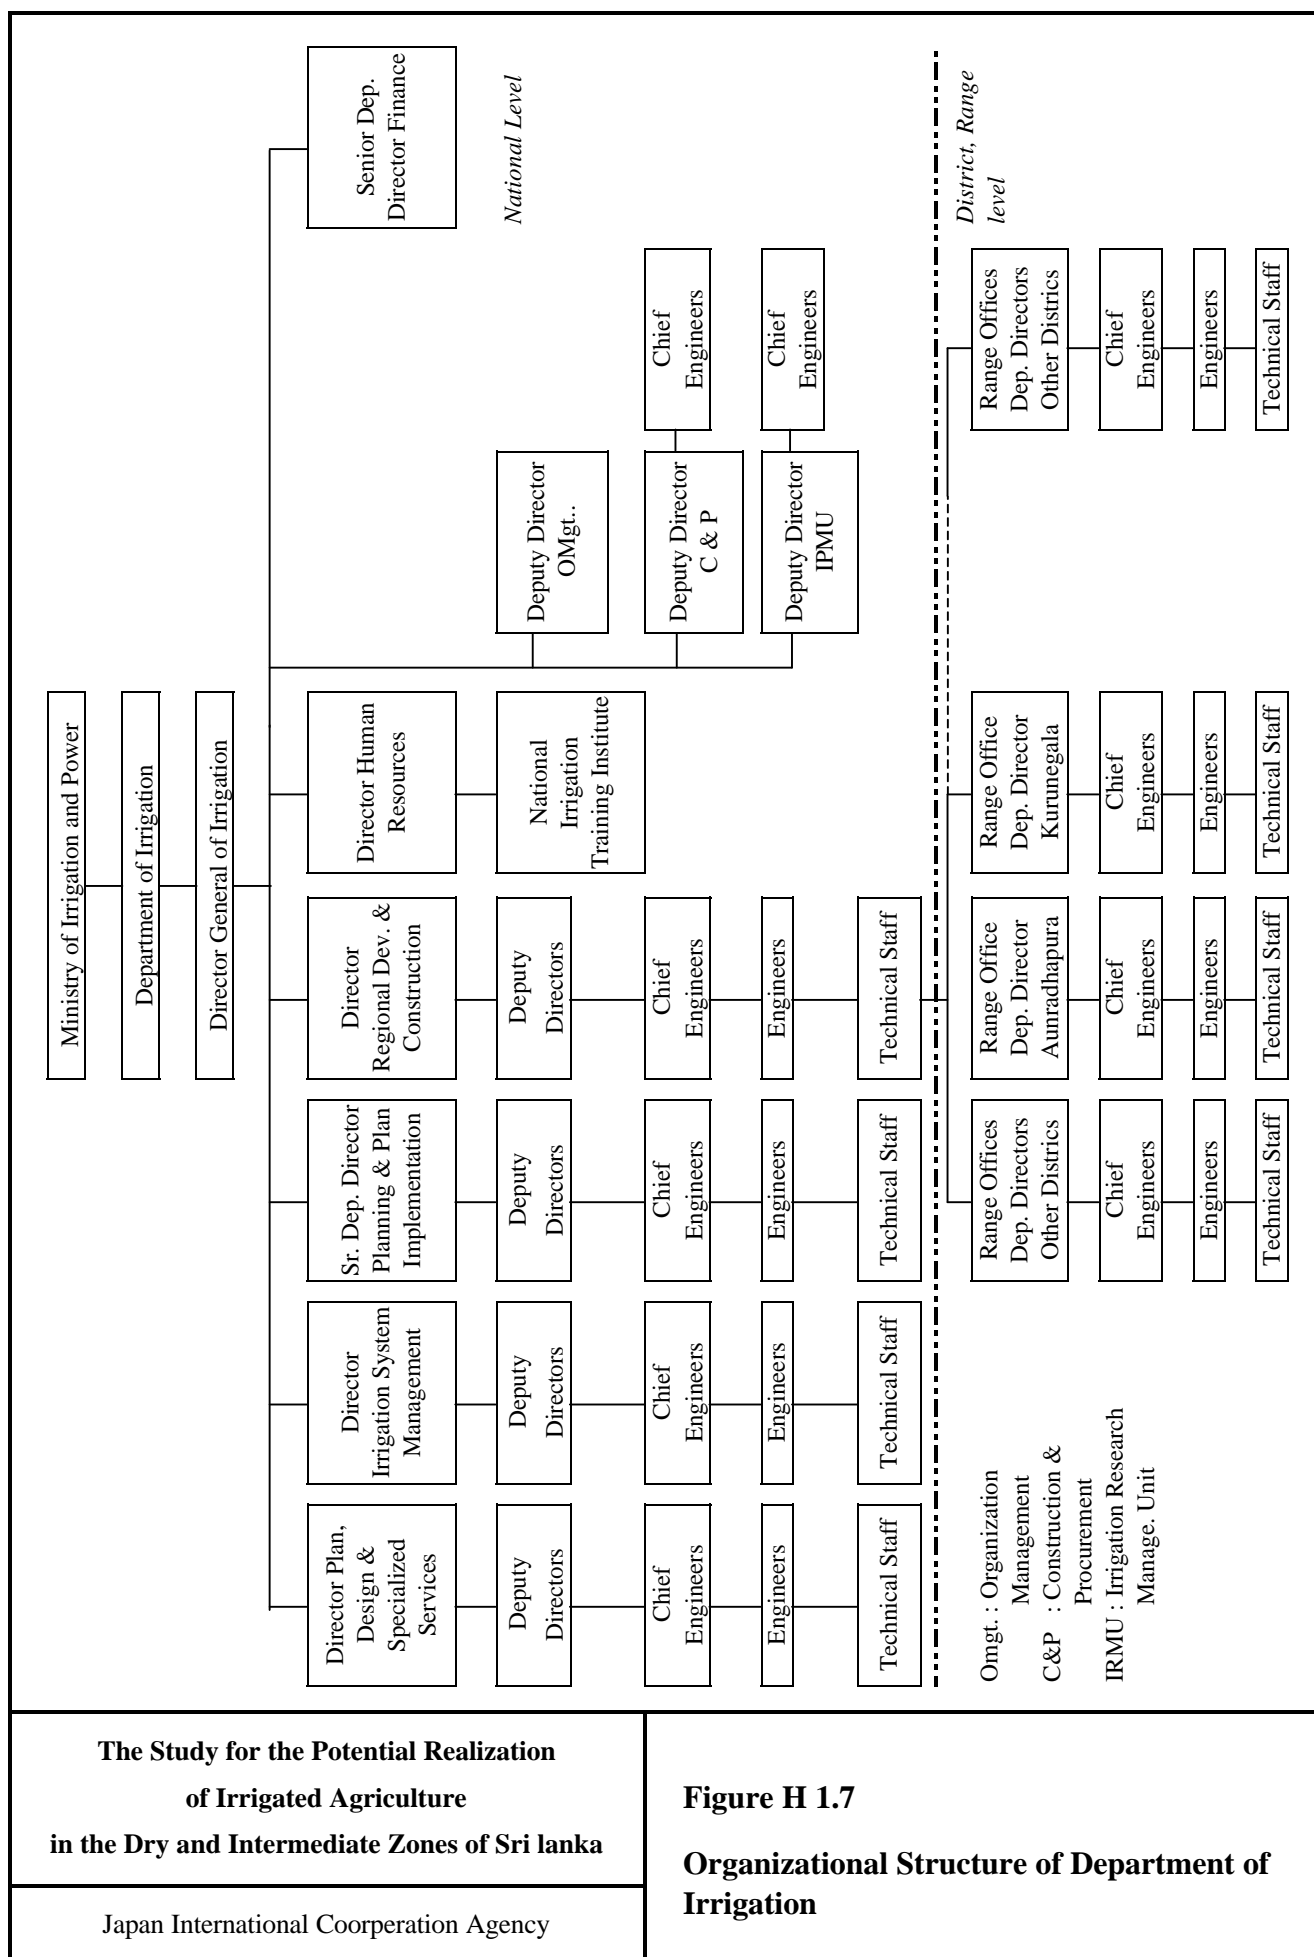 Ministry of Irrigation and Power
Department of Irrigation
Director General of Irrigation
Director Plan,
Design &
Specialized
Services
Director
Irrigation System
Management
Sr. Dep. Director
Planning & Plan
Implementation
Director
Regional Dev. &
Construction
Director Human
Resources
Senior Dep.
Director Finance
National Level
Deputy
Directors
Deputy
Directors
Deputy
Directors
Deputy
Directors
National
Irrigation
Training Institute
Deputy Director
OMgt..
Chief
Engineers
Chief
Engineers
Chief
Engineers
Chief
Engineers
Deputy Director
C & P
Chief
Engineers
Engineers
Engineers
Engineers
Engineers
Deputy Director
IPMU
Chief
Engineers
Technical Staff
Technical Staff
Technical Staff
Technical Staff
District, Range
level
Range Offices
Dep. Directors
Other Districs
Range Office
Dep. Director
Aunradhapura
Range Office
Dep. Director
Kurunegala
Range Offices
Dep. Directors
Other Districs
Chief
Engineers
Chief
Engineers
Chief
Engineers
Chief
Engineers
Engineers
Engineers
Engineers
Engineers
Technical Staff
Technical Staff
Technical Staff
Technical Staff
Omgt. : Organization
Management
C&P : Construction &
Procurement
IRMU : Irrigation Research
Manage. Unit
The Study for the Potential Realization
of Irrigated Agriculture
in the Dry and Intermediate Zones of Sri lanka
Japan International Coorperation Agency
Figure H 1.7
Organizational Structure of Department of
Irrigation